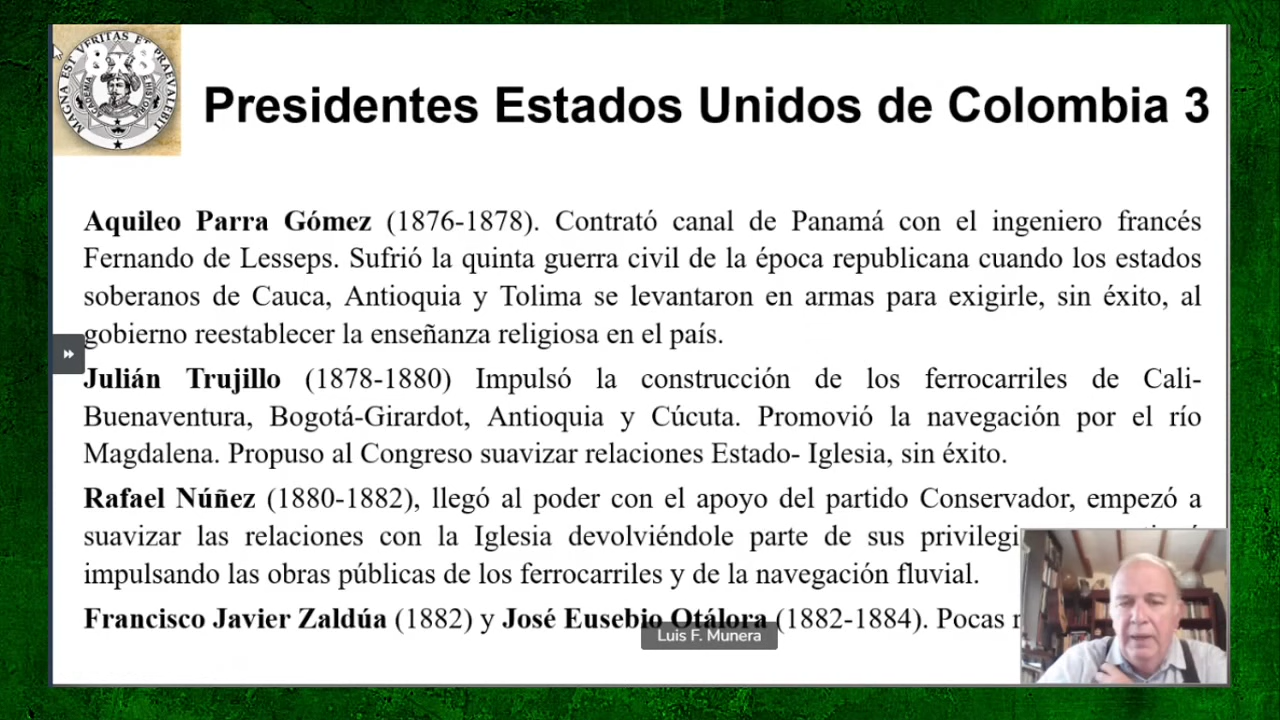 MAGNA EST VERITAS ET PRAEVALEBIT
8x8
Presidentes Estados Unidos de Colombia 3
Aquileo Parra Gómez (1876-1878). Contrató canal de Panamá con el ingeniero francés
Fernando de Lesseps. Sufrió la quinta guerra civil de la época republicana cuando los estados
soberanos de Cauca, Antioquia y Tolima se levantaron en armas para exigirle, sin éxito, al
gobierno reestablecer la enseñanza religiosa en el país.
Julián Trujillo (1878-1880) Impulsó la construcción de los ferrocarriles de Cali-
Buenaventura, Bogotá-Girardot, Antioquia y Cúcuta. Promovió la navegación por el río
Magdalena. Propuso al Congreso suavizar relaciones Estado- Iglesia, sin éxito.
Rafael Núñez (1880-1882), llegó al poder con el apoyo del partido Conservador, empezó a
suavizar las relaciones con la Iglesia devolviéndole parte de sus
impulsando las obras públicas de los ferrocarriles y de la navegación fluvial.
Francisco Javier Zaldúa (1882) y José Eusebio Otálora (1882-1884). Pocas
Luis F. Munera